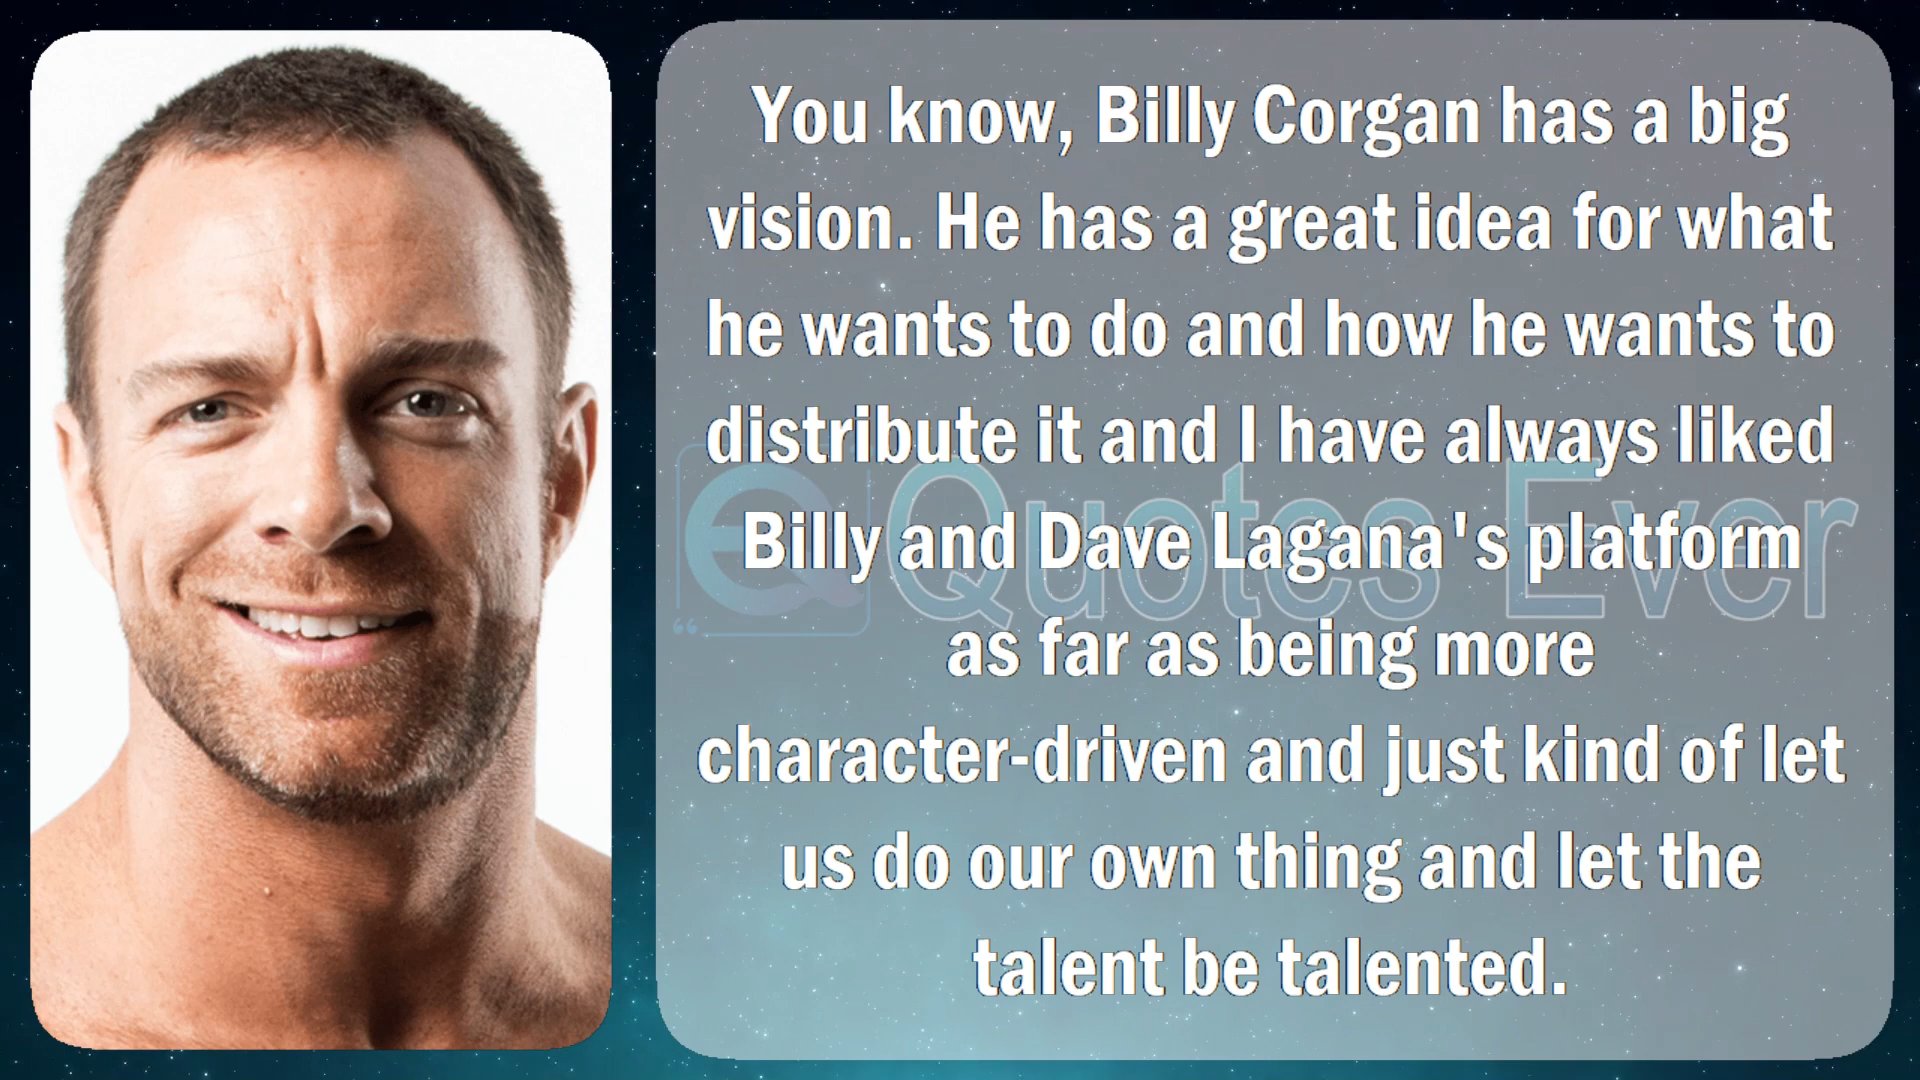 You know, Billy Corgan has a big
vision. He has a great idea for what
he wants to do and how he wants to
distribute it and I have always liked
Billy and Dave Lagana's platform
as far as being more
character-driven and just kind of let
us do our own thing and let the
talent be talented.
Quotes Ever